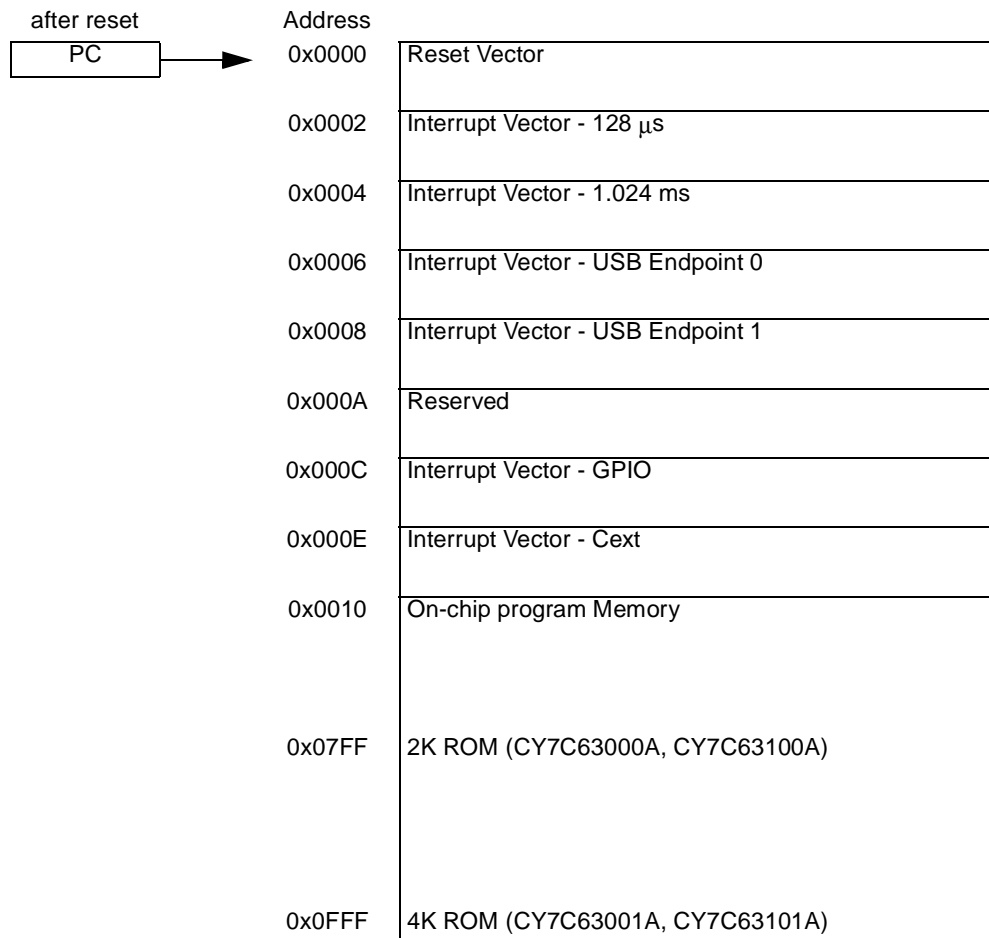 after reset Address
PC 0x0000 Reset Vector
0x0002 Interrupt Vector - 128 μs
0x0004 Interrupt Vector - 1.024 ms
0x0006 Interrupt Vector - USB Endpoint 0
0x0008 Interrupt Vector - USB Endpoint 1
0x000A Reserved
0x000C Interrupt Vector - GPIO
0x000E Interrupt Vector - Cext
0x0010 On-chip program Memory
0x07FF 2K ROM (CY7C63000A, CY7C63100A)
0x0FFF 4K ROM (CY7C63001A, CY7C63101A)